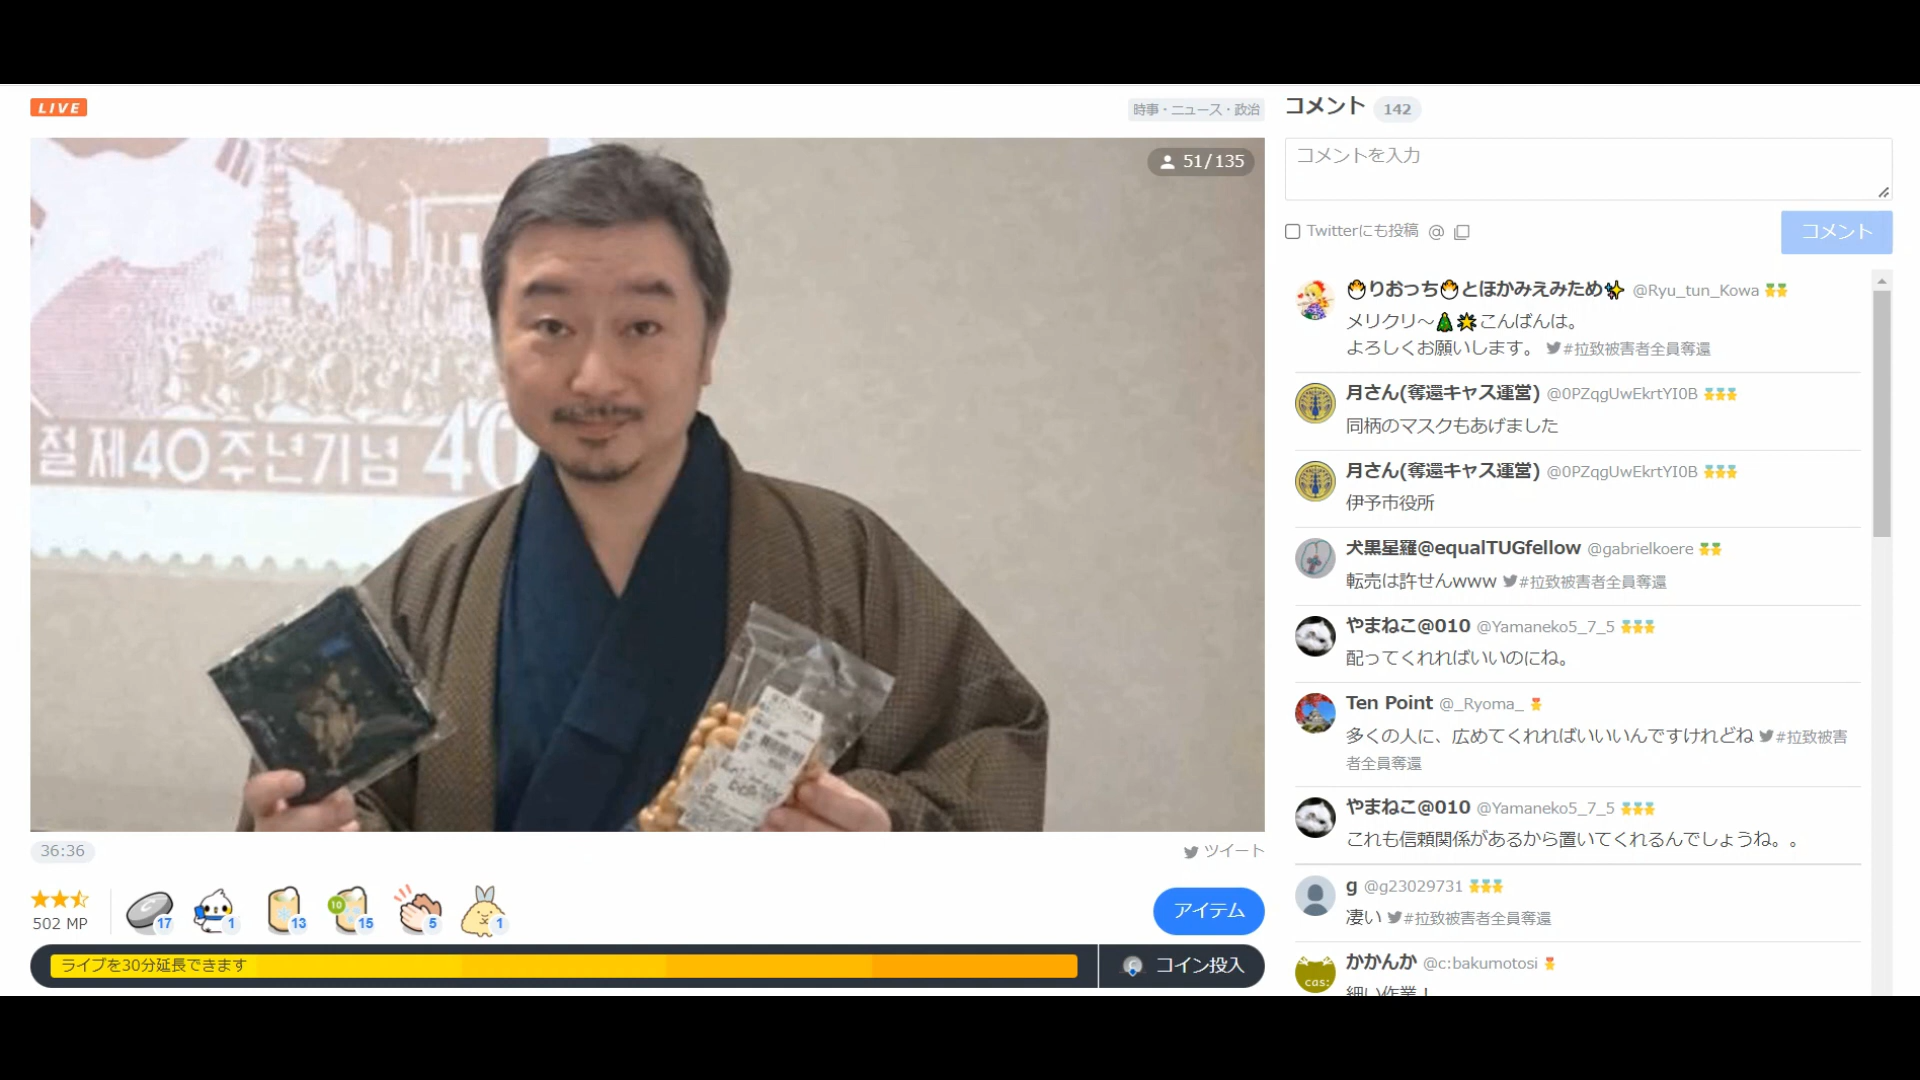 LIVE
時事・ニュース・政治
51/135
절 제40주년기념 40
36:36
ツイート
502 MP
17
1
13
10
15
5
1
アイテム
ライブを30分延長できます
コイン投入
コメント 142
コメントを入力
Twitterにも投稿 @
コメント
りおっちとほかみえみため @Ryu_tun_Kowa
メリクリ〜こんばんは。
よろしくお願いします。 #拉致被害者全員奪還
月さん(奪還キャス運営) @0PZqgUwEkrtYI0B
同柄のマスクもあげました
月さん(奪還キャス運営) @0PZqgUwEkrtYI0B
伊予市役所
犬黒星羅@equalTUGfellow @gabrielkoere
転売は許せんwww #拉致被害者全員奪還
やまねこ@010 @Yamaneko5_7_5
配ってくれればいいのにね。
Ten Point @_Ryoma_
多くの人に、広めてくれればいいいんですけれどね #拉致被害
者全員奪還
やまねこ@010 @Yamaneko5_7_5
これも信頼関係があるから置いてくれるんでしょうね。。
g @g23029731
凄い #拉致被害者全員奪還
cas:
かかんか @c:bakumotosi
細い作業！